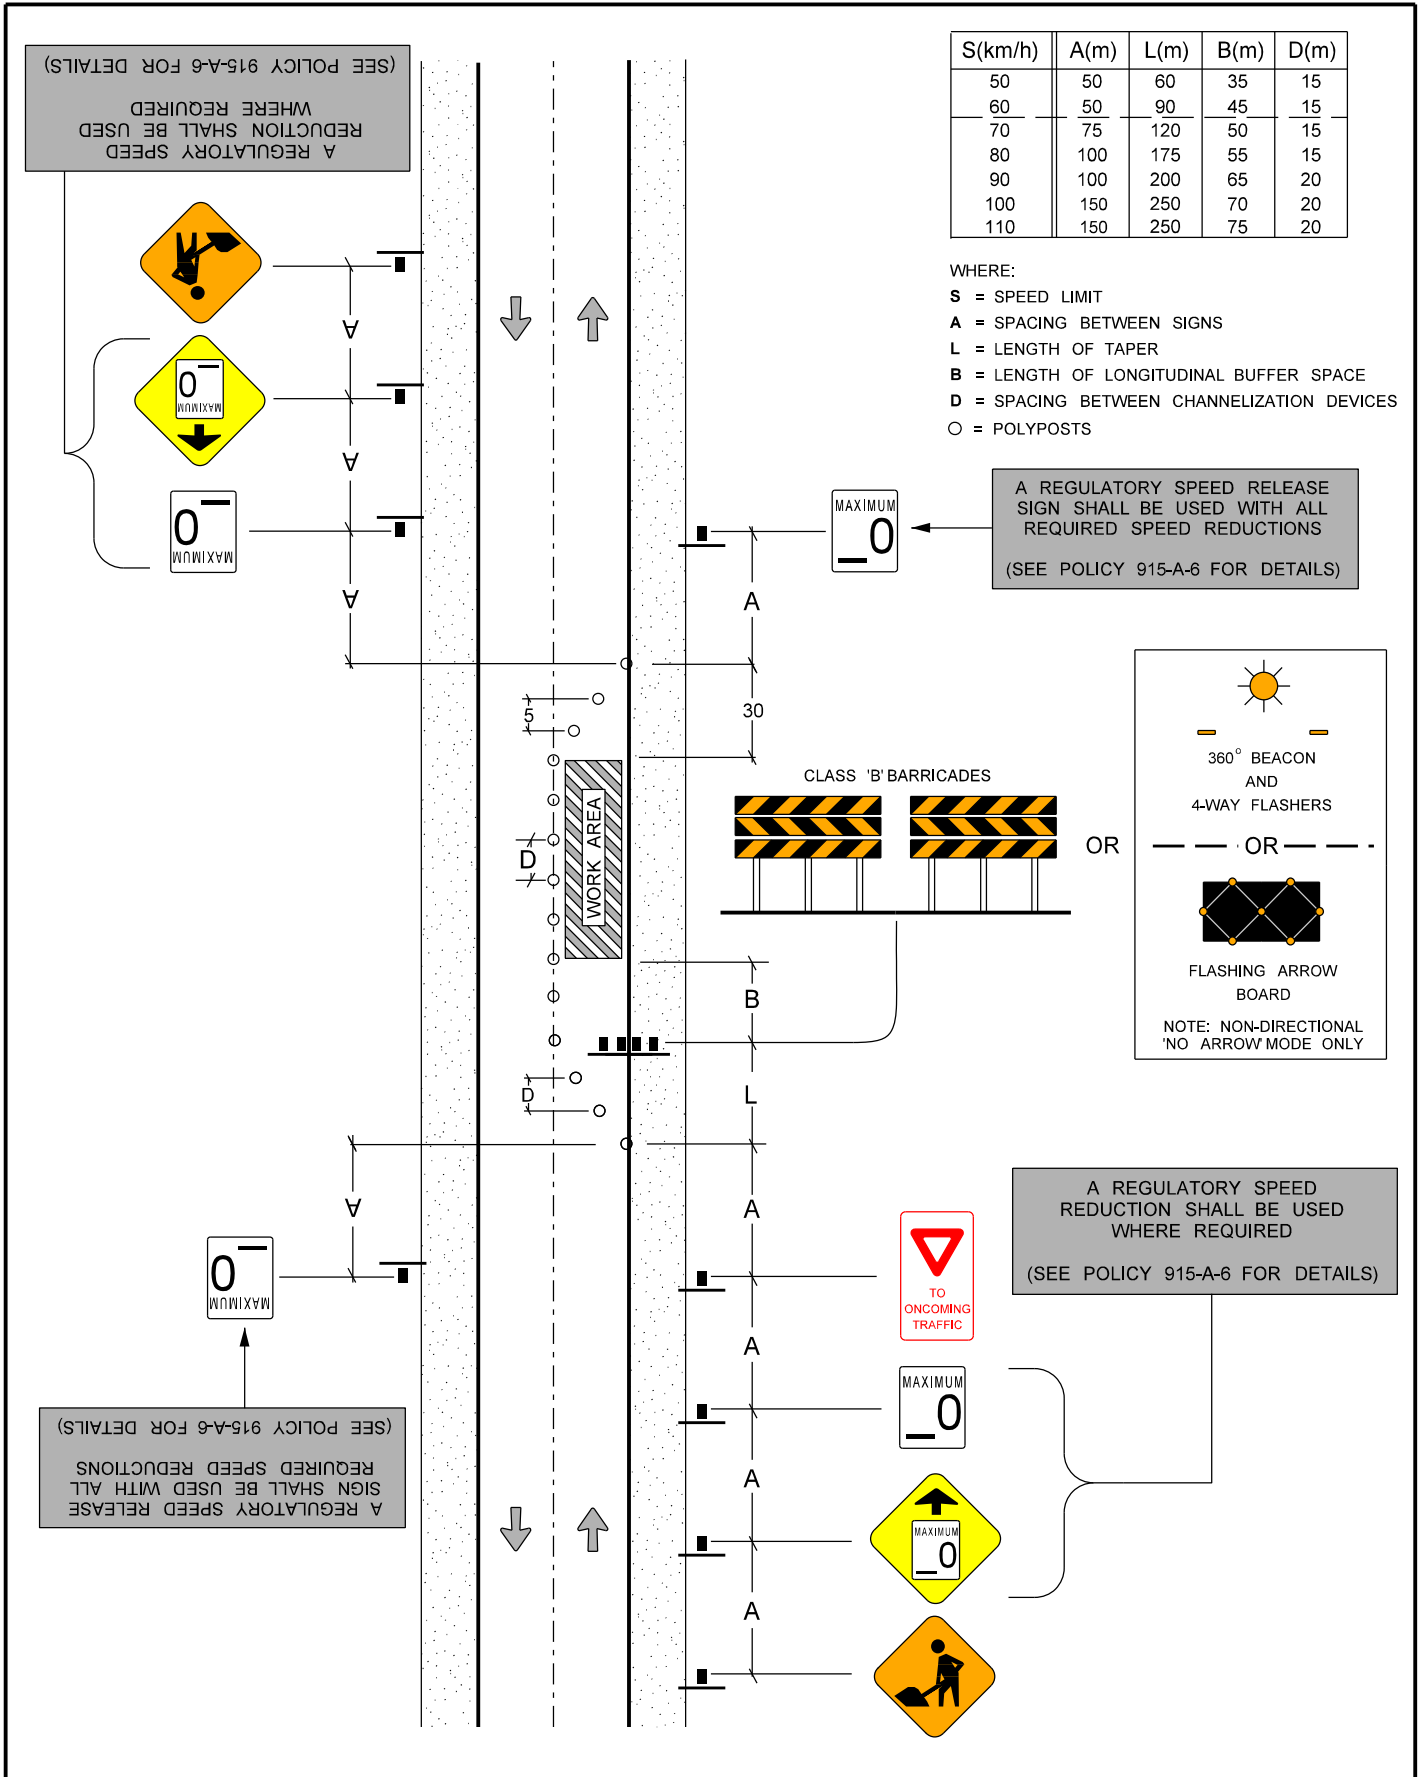 (SEE POLICY 915-A-6 FOR DETAILS)
WHERE REQUIRED
REDUCTION SHALL BE USED
A REGULATORY SPEED
S(km/h) A(m) L(m) B(m) D(m)
50 50 60 35 15
60 50 90 45 15
70 75 120 50 15
80 100 175 55 15
90 100 200 65 20
100 150 250 70 20
110 150 250 75 20
WHERE:
S = SPEED LIMIT
A = SPACING BETWEEN SIGNS
L = LENGTH OF TAPER
B = LENGTH OF LONGITUDINAL BUFFER SPACE
D = SPACING BETWEEN CHANNELIZATION DEVICES
= POLYPOSTS
A
A
A
MAXIMUM
_0
MAXIMUM
_0
MAXIMUM
_0
A REGULATORY SPEED RELEASE
SIGN SHALL BE USED WITH ALL
REQUIRED SPEED REDUCTIONS
(SEE POLICY 915-A-6 FOR DETAILS)
A
30
5
D
WORK AREA
CLASS 'B' BARRICADES
OR
360° BEACON
AND
4-WAY FLASHERS
OR
FLASHING ARROW
BOARD
NOTE: NON-DIRECTIONAL
'NO ARROW' MODE ONLY
B
L
D
A
A
A
A
A
TO
ONCOMING
TRAFFIC
MAXIMUM
_0
MAXIMUM
_0
A REGULATORY SPEED
REDUCTION SHALL BE USED
WHERE REQUIRED
(SEE POLICY 915-A-6 FOR DETAILS)
MAXIMUM
_0
(SEE POLICY 915-A-6 FOR DETAILS)
REQUIRED SPEED REDUCTIONS
SIGN SHALL BE USED WITH ALL
A REGULATORY SPEED RELEASE